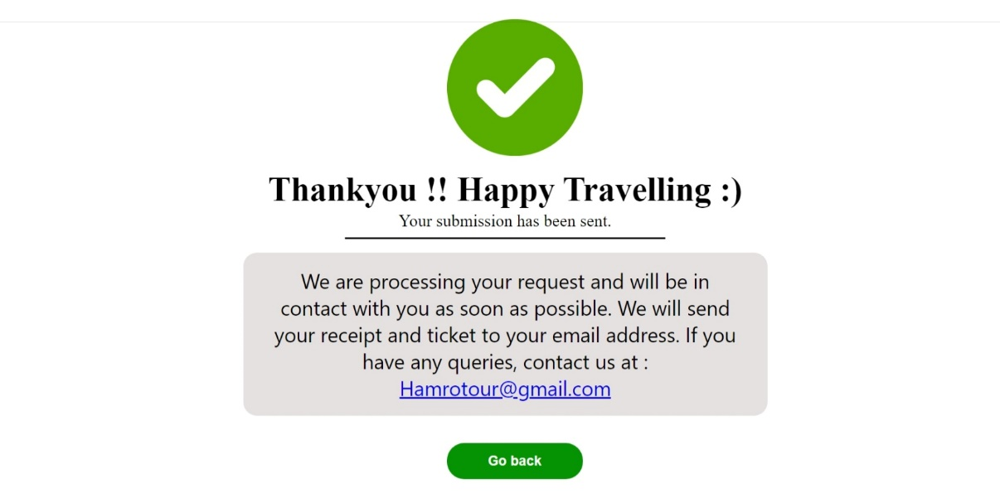 Thankyou !! Happy Travelling :)
Your submission has been sent.
We are processing your request and will be in
contact with you as soon as possible. We will send
your receipt and ticket to your email address. If you
have any queries, contact us at :
Hamrotour@gmail.com
Go back